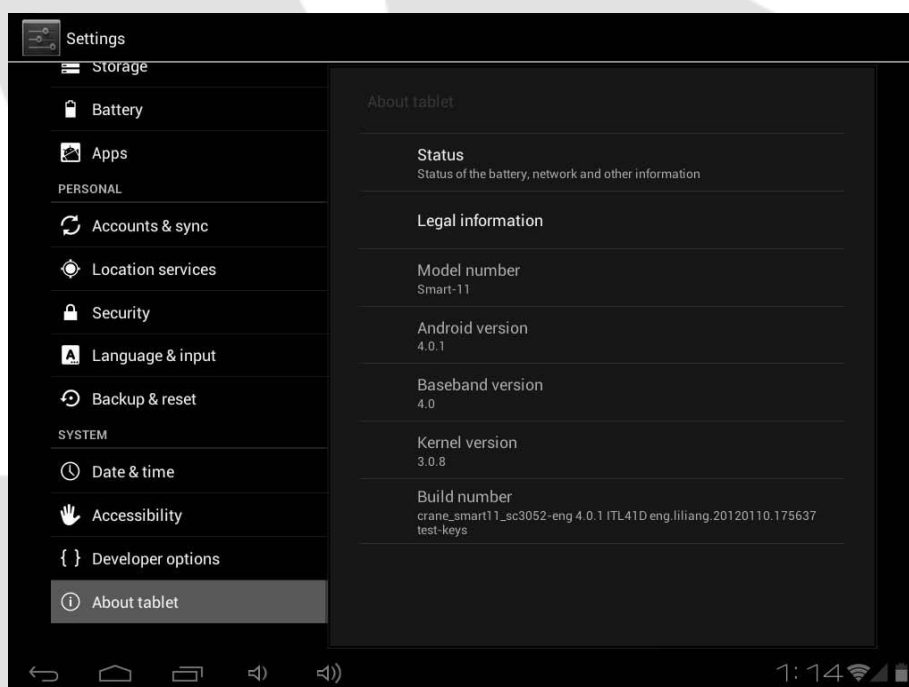 Settings
Storage
Battery
Apps
PERSONAL
Accounts & sync
Location services
Security
Language & input
Backup & reset
SYSTEM
Date & time
Accessibility
{ } Developer options
About tablet
About tablet
Status
Status of the battery, network and other information
Legal information
Model number
Smart-11
Android version
4.0.1
Baseband version
4.0
Kernel version
3.0.8
Build number
crane_smart11_sc3052-eng 4.0.1 ITL41D eng.liliang.20120110.175637
test-keys
1:14